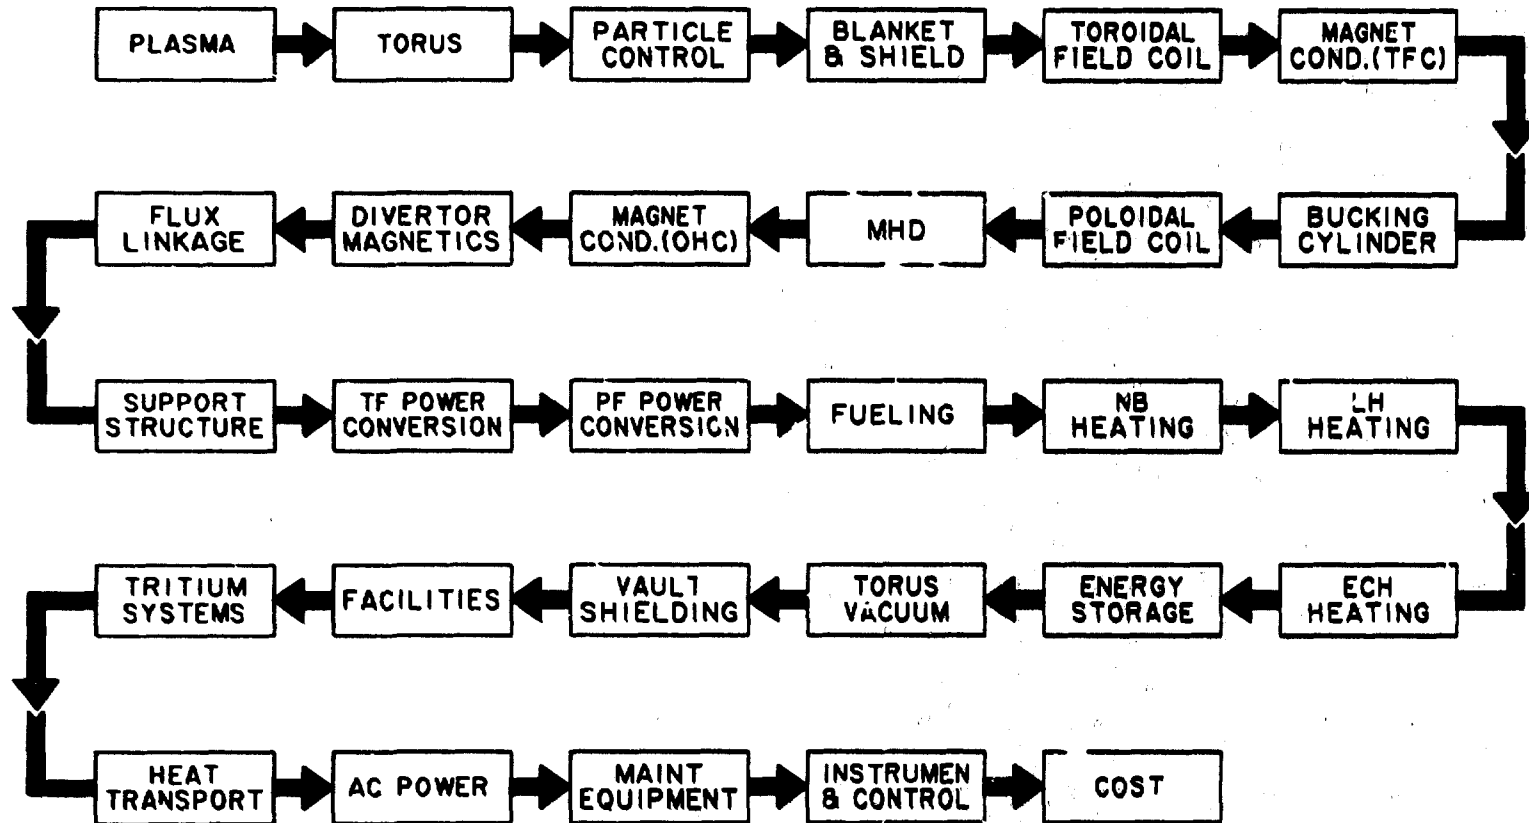 PLASMA
TORUS
PARTICLE
CONTROL
BLANKET
& SHIELD
TOROIDAL
FIELD COIL
MAGNET
COND.(TFC)
FLUX
LINKAGE
DIVERTOR
MAGNETICS
MAGNET
COND.(OHC)
MHD
POLOIDAL
FIELD COIL
BUCKING
CYLINDER
SUPPORT
STRUCTURE
TF POWER
CONVERSION
PF POWER
CONVERSION
FUELING
NB
HEATING
LH
HEATING
TRITIUM
SYSTEMS
FACILITIES
VAULT
SHIELDING
TORUS
VACUUM
ENERGY
STORAGE
ECH
HEATING
HEAT
TRANSPORT
AC POWER
MAINT
EQUIPMENT
INSTRUMEN
& CONTROL
COST